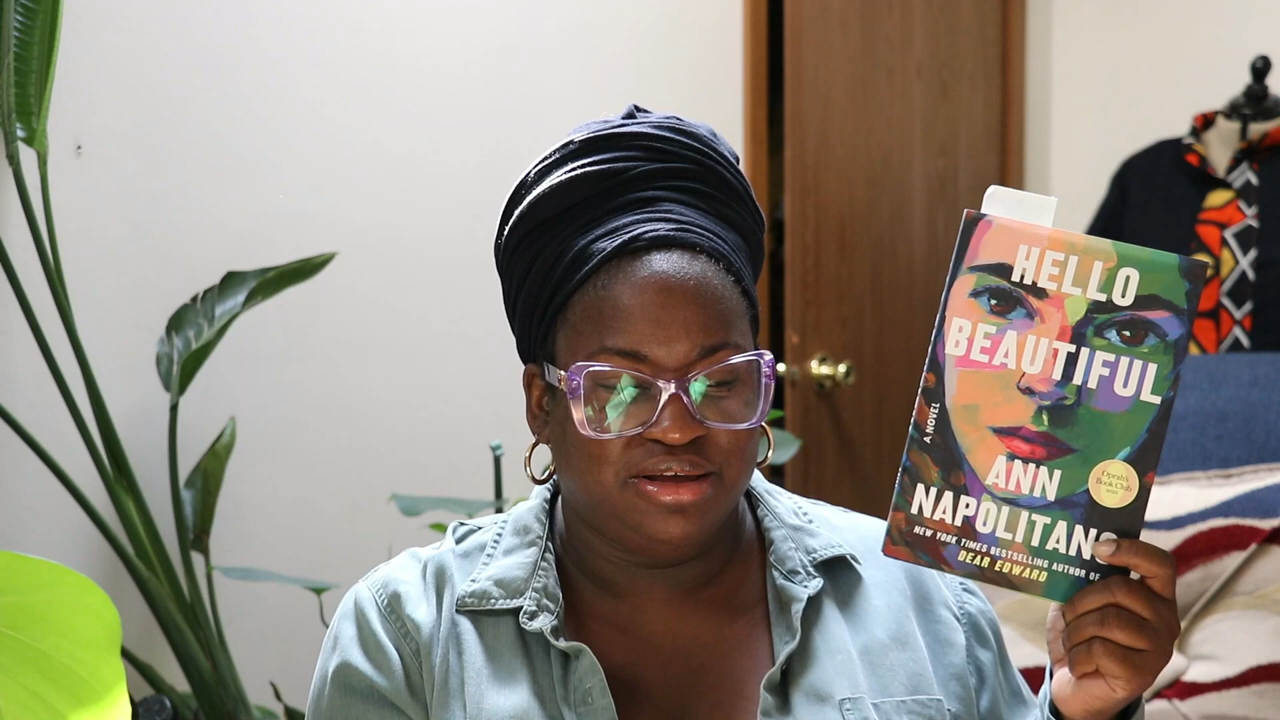 HELLO
BEAUTIFUL
A NOVEL
ANN
NAPOLITANO
Oprah's
Book Club
NEW YORK TIMES BESTSELLING AUTHOR OF
DEAR EDWARD